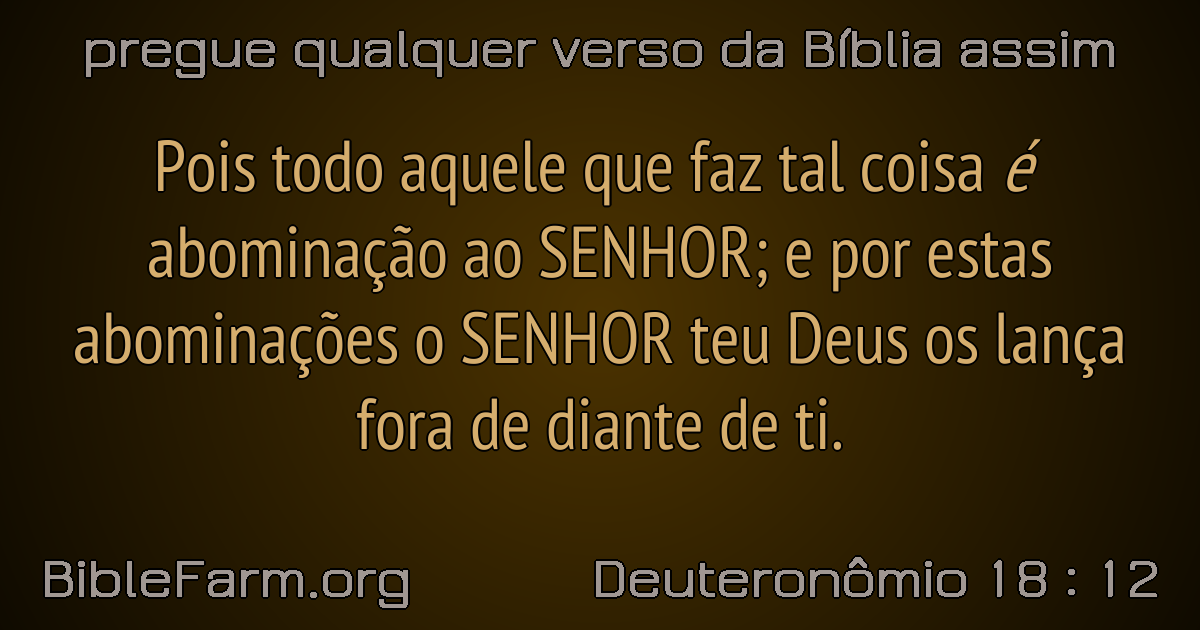 pregue qualquer verso da Bíblia assim
Pois todo aquele que faz tal coisa é
abominação ao SENHOR; e por estas
abominações o SENHOR teu Deus os lança
fora de diante de ti.
BibleFarm.org
Deuteronômio 18 : 12